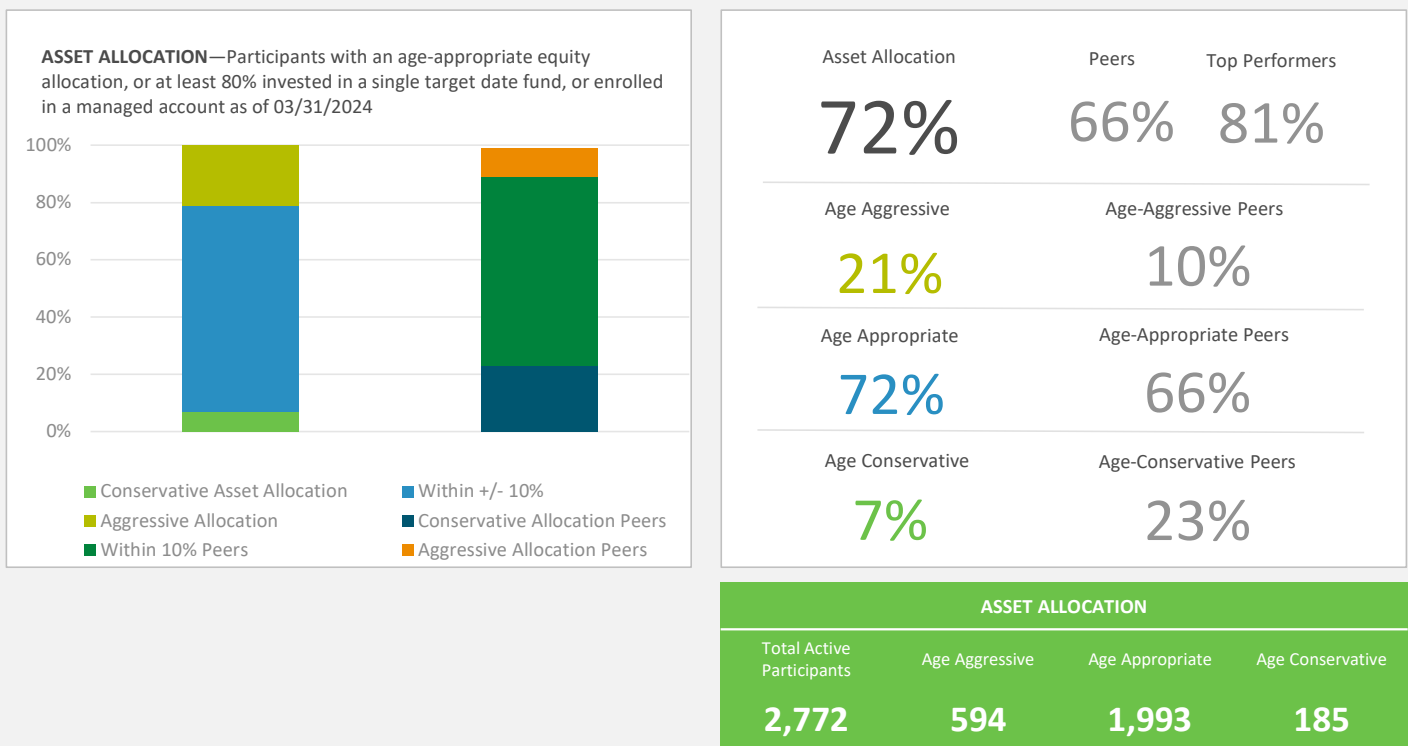 ASSET ALLOCATION—Participants with an age-appropriate equity
allocation, or at least 80% invested in a single target date fund, or enrolled
in a managed account as of 03/31/2024
100%
80%
60%
40%
20%
0%
Conservative Asset Allocation
Within +/- 10%
Aggressive Allocation
Conservative Allocation Peers
Within 10% Peers
Aggressive Allocation Peers
Asset Allocation
Peers
Top Performers
72%
66%
81%
Age Aggressive
Age-Aggressive Peers
21%
10%
Age Appropriate
Age-Appropriate Peers
72%
66%
Age Conservative
Age-Conservative Peers
7%
23%
ASSET ALLOCATION
Total Active
Participants
Age Aggressive
Age Appropriate
Age Conservative
2,772
594
1,993
185